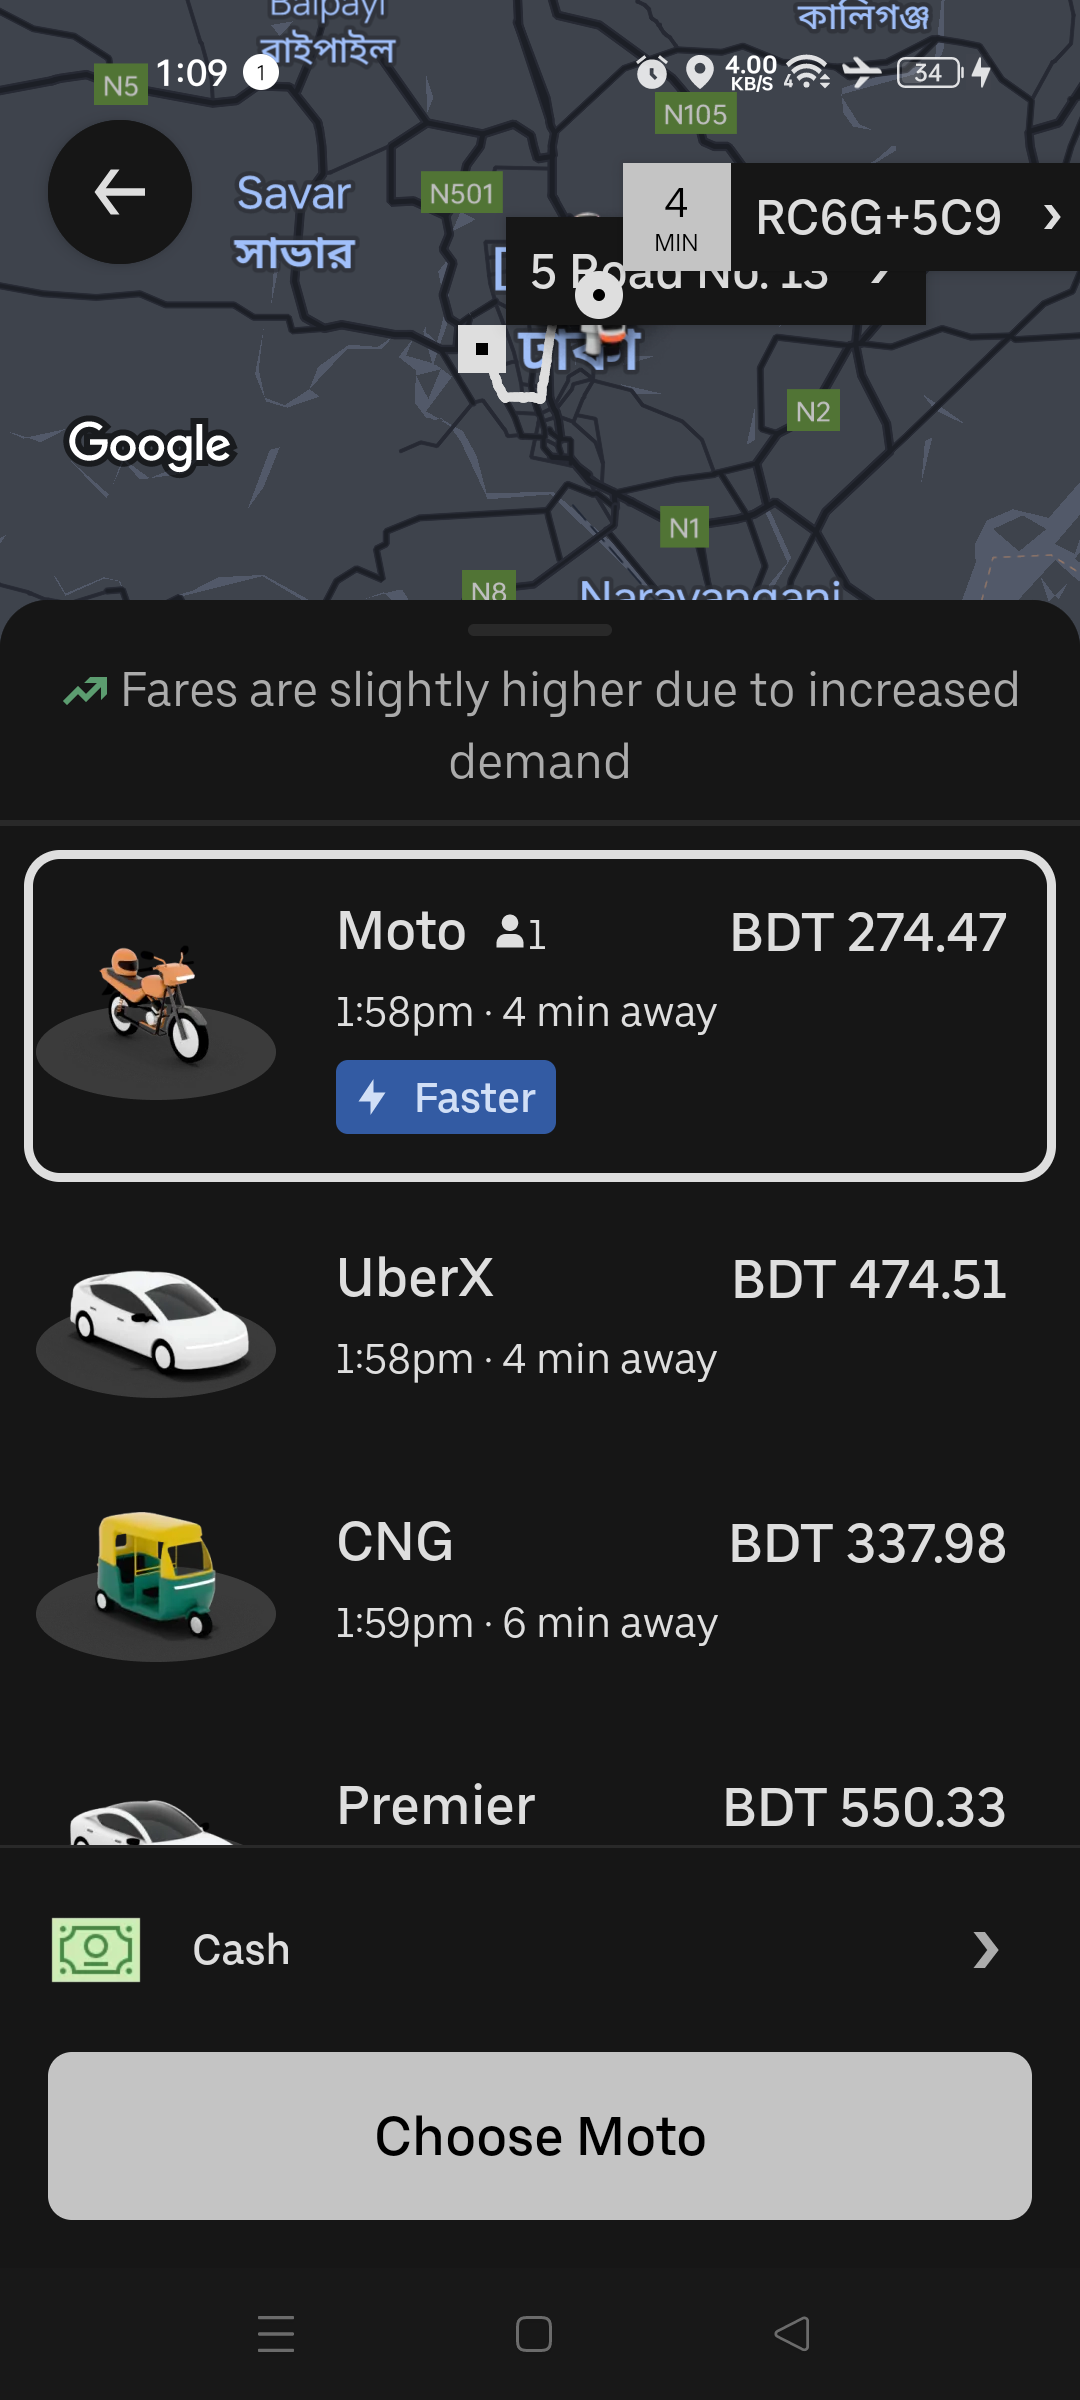 বাইপাইল
কালিগঞ্জ
1:09
1
4.00
KB/S
4
34
N5
N105
Savar
সাভার
N501
4
MIN
RC6G+5C9
5 Road No. 13
ঢাকা
N2
Google
N1
N8
Narayanganj
Fares are slightly higher due to increased
demand
Moto 1 BDT 274.47
1:58pm · 4 min away
Faster
UberX BDT 474.51
1:58pm · 4 min away
CNG BDT 337.98
1:59pm · 6 min away
Premier BDT 550.33
Cash
Choose Moto